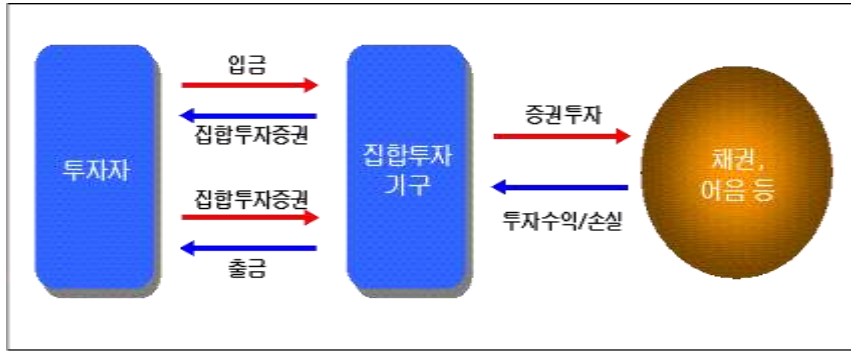 입금
집합투자증권
투자자
집합투자증권
출금
집합투자
기구
증권투자
투자수익/손실
채권,
어음 등